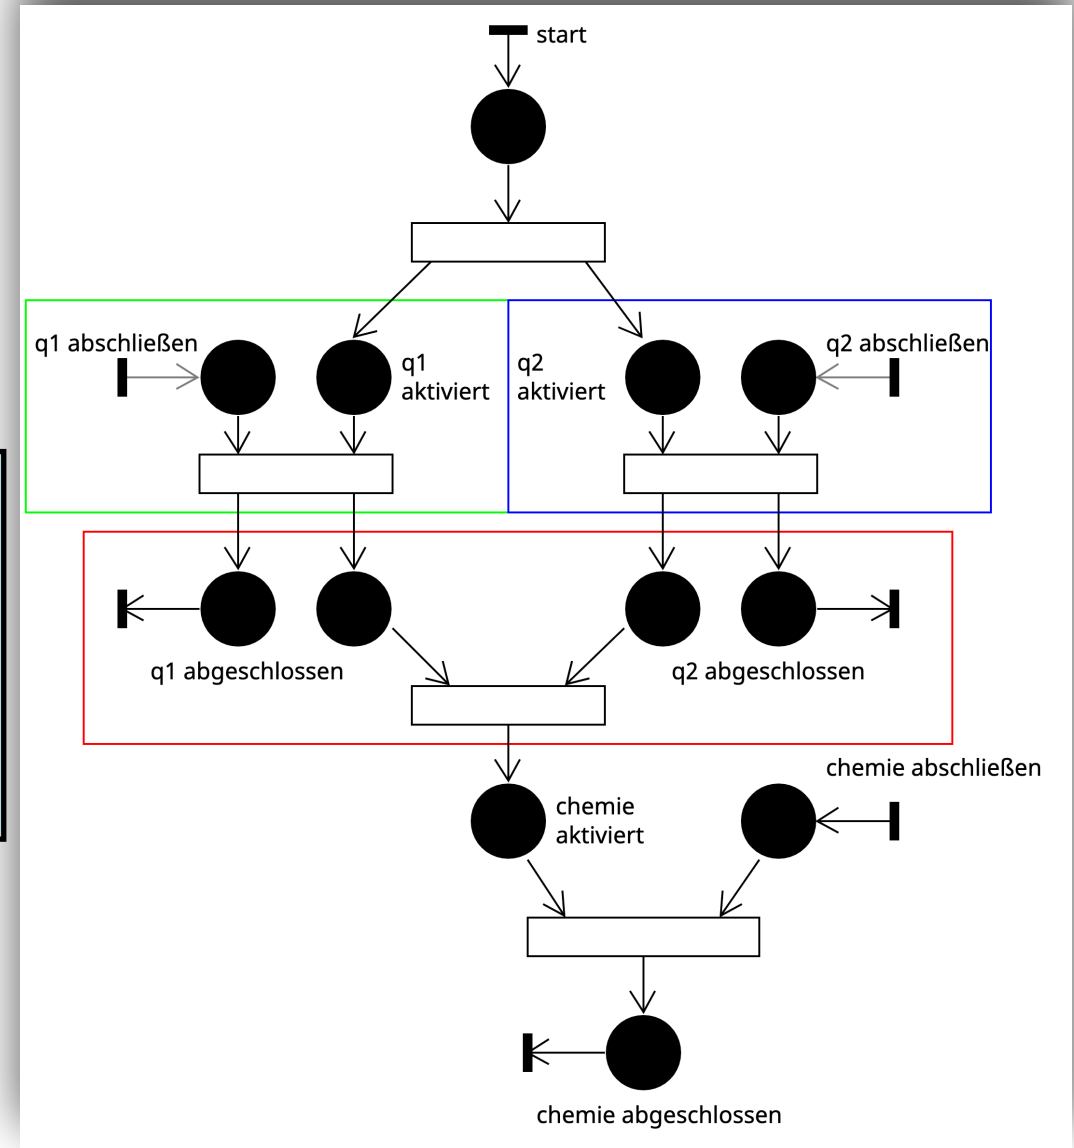 start
q1 abschließen
q1
aktiviert
q2
aktiviert
q2 abschließen
q1 abgeschlossen
q2 abgeschlossen
chemie abschließen
chemie
aktiviert
chemie abgeschlossen